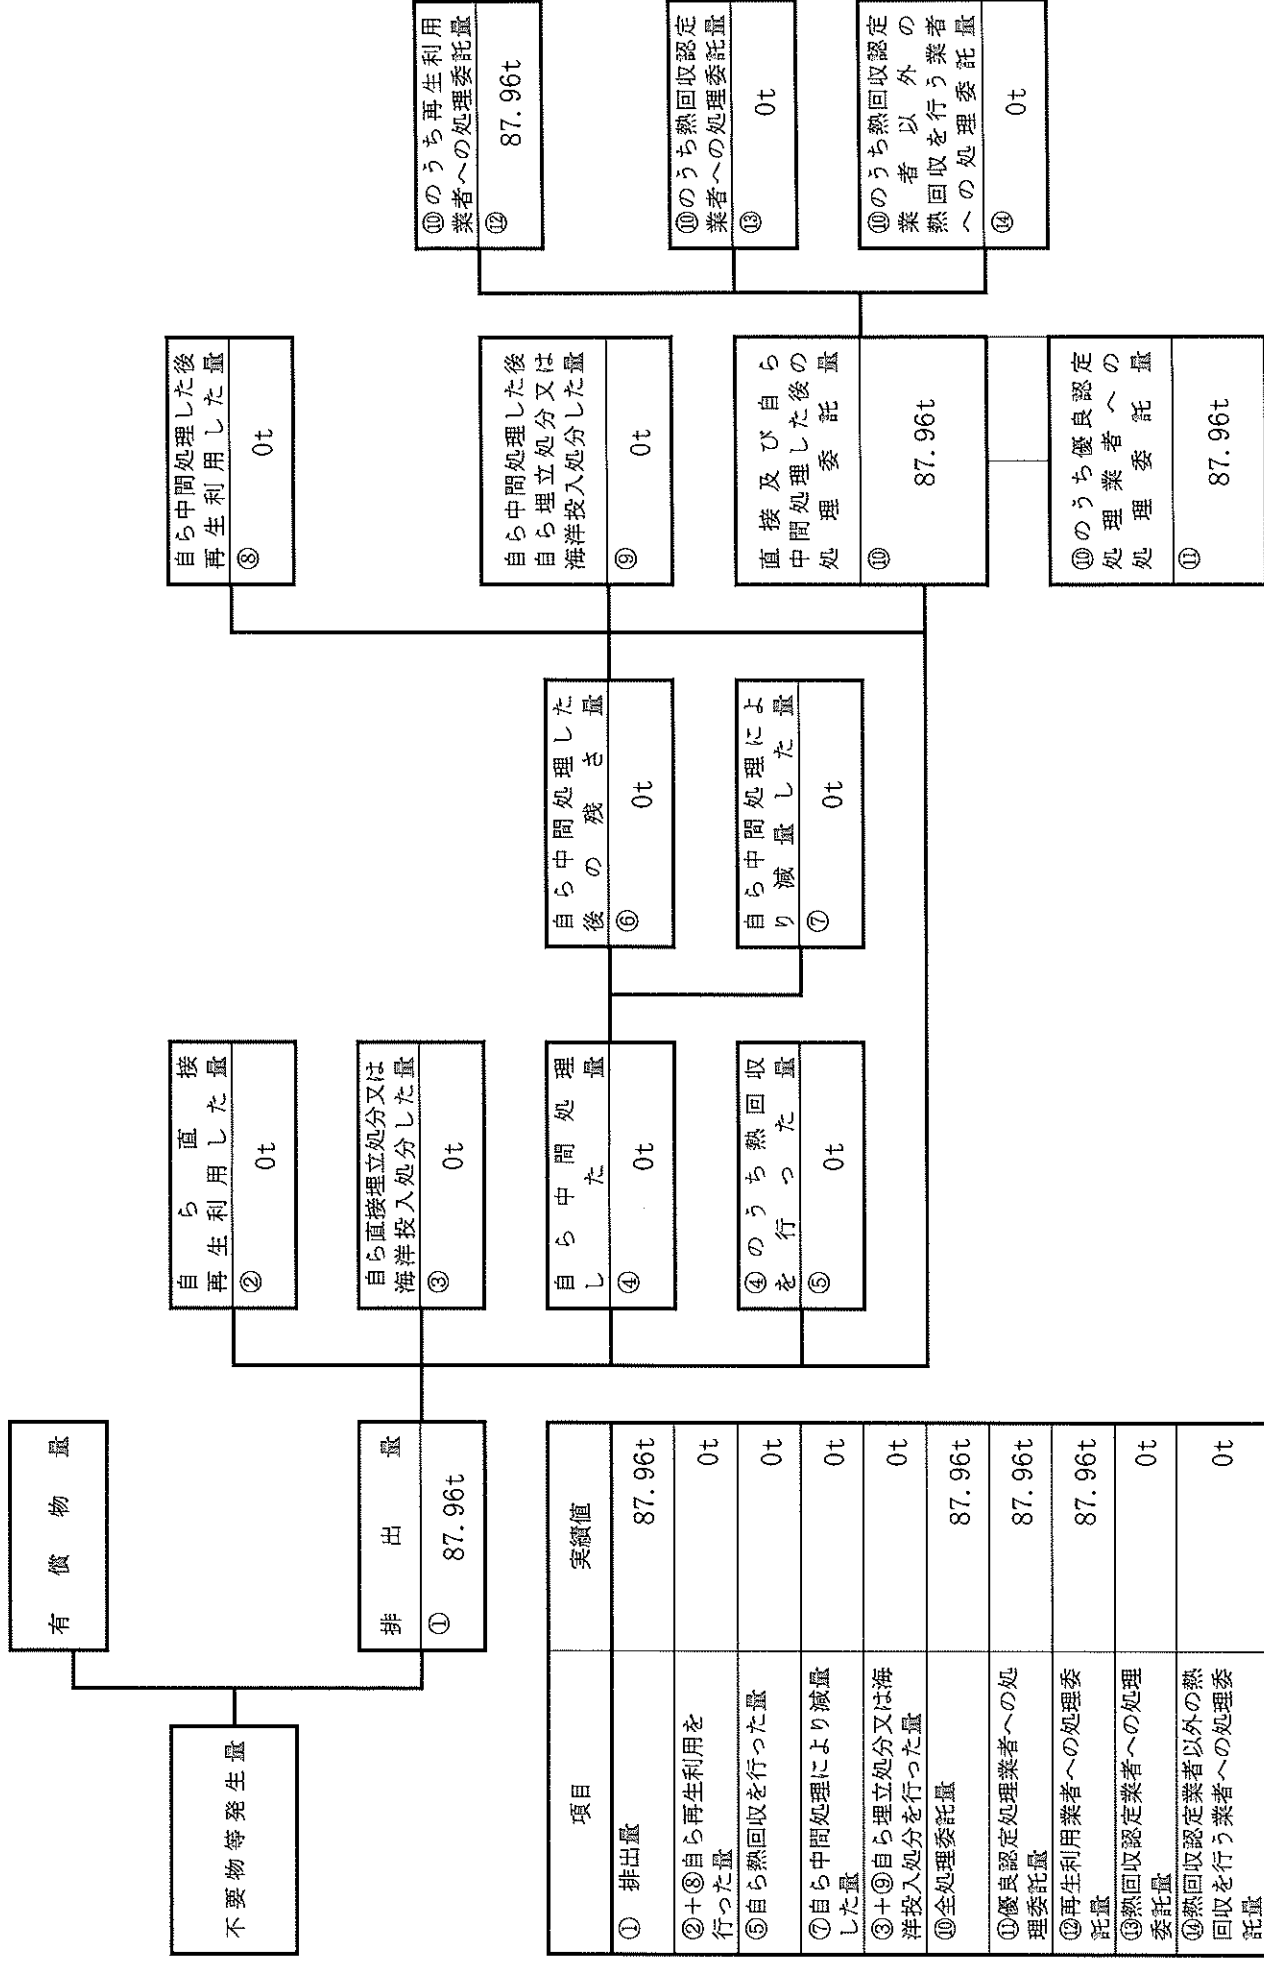 不要物等発生量
有償物量
排出量
① 87.96t
自ら直接
再生利用した量
② 0t
自ら直接埋立処分又は
海洋投入処分した量
③ 0t
自ら中間処理
した量
④ 0t
④のうち熱回収
を行った量
⑤ 0t
自ら中間処理した
後の残さ量
⑥ 0t
自ら中間処理によ
り減量した量
⑦ 0t
自ら中間処理した後
再生利用した量
⑧ 0t
自ら中間処理した後
自ら埋立処分又は
海洋投入処分した量
⑨ 0t
直接及び自ら
中間処理した後の
処理委託量
⑩ 87.96t
⑩のうち優良認定
処理業者への
処理委託量
⑪ 87.96t
⑩のうち再生利用
業者への処理委託量
⑫ 87.96t
⑩のうち熱回収認定
業者への処理委託量
⑬ 0t
⑩のうち熱回収認定
業者以外の
熱回収を行う業者
への処理委託量
⑭ 0t
項目 実績値
① 排出量 87.96t
②+⑧自ら再生利用を
行った量 0t
⑤自ら熱回収を行った量 0t
⑦自ら中間処理により減量
した量 0t
③+⑨自ら埋立処分又は海
洋投入処分を行った量 0t
⑩全処理委託量 87.96t
⑪優良認定処理業者への処
理委託量 87.96t
⑫再生利用業者への処理委
託量 87.96t
⑬熱回収認定業者への処理
委託量 0t
⑭熱回収認定業者以外の熱
回収を行う業者への処理委
託量 0t